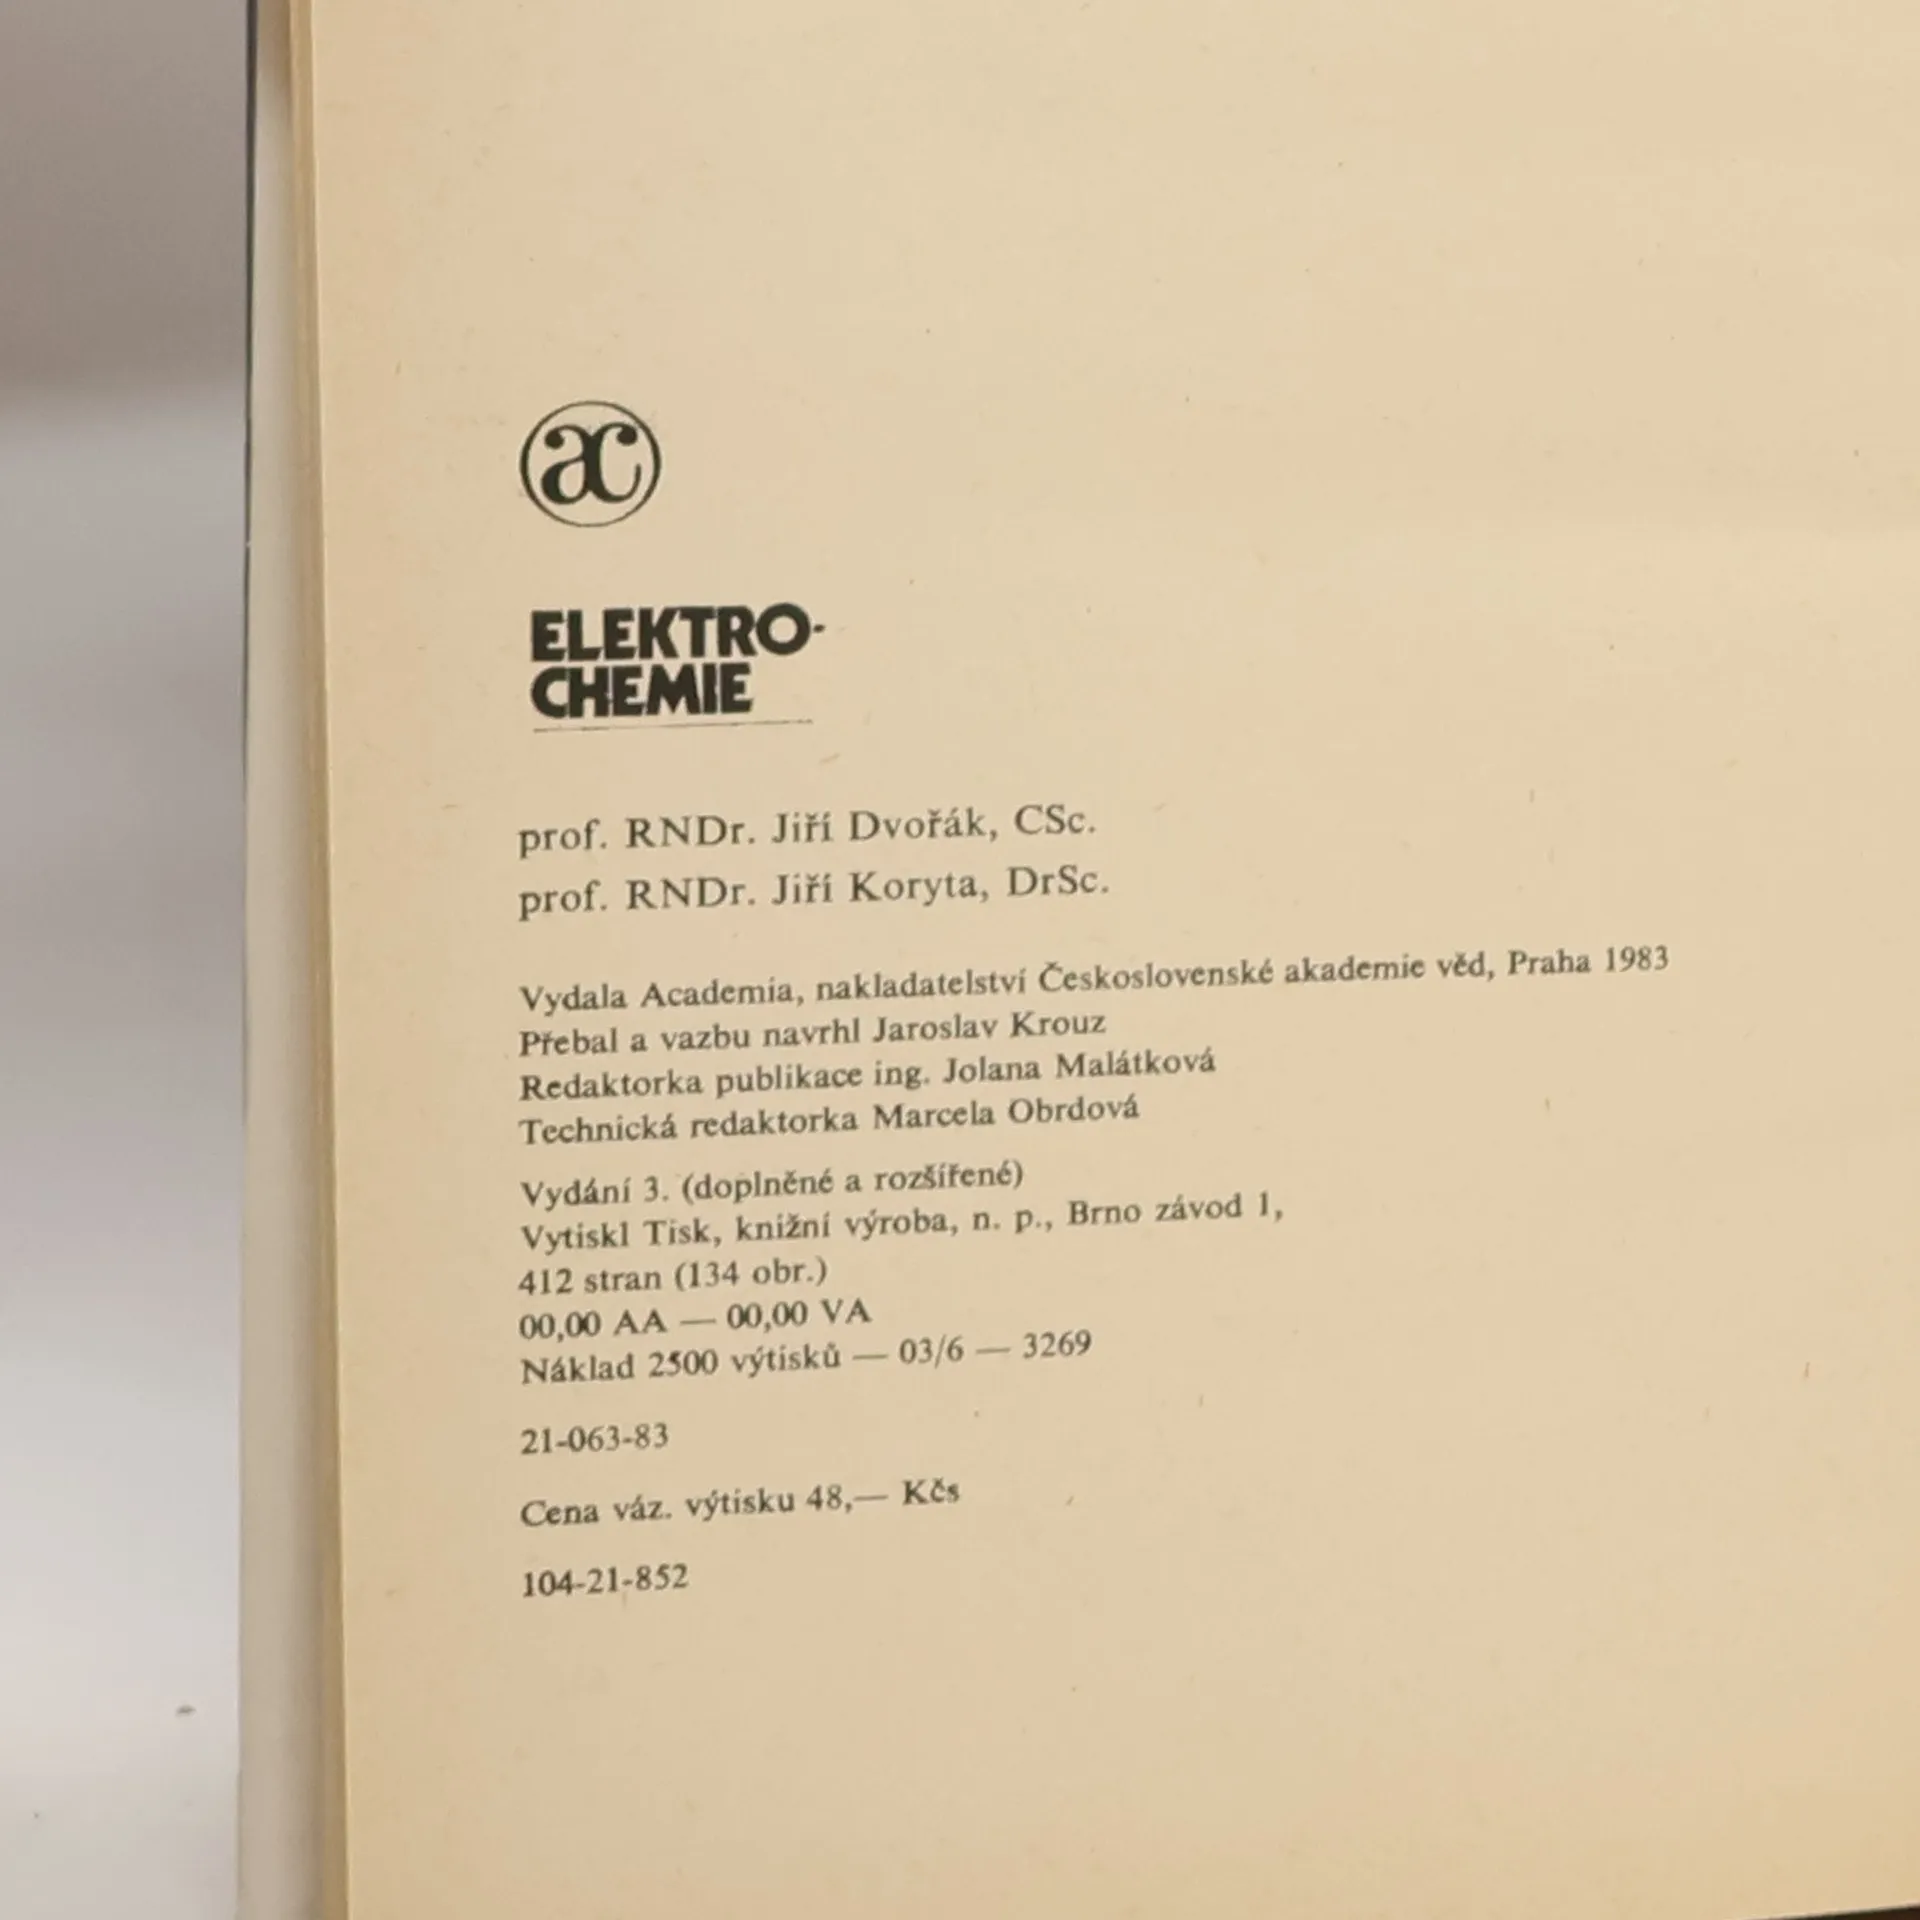 ac
ELEKTRO-
CHEMIE
prof. RNDr. Jiří Dvořák, CSc.
prof. RNDr. Jiří Koryta, DrSc.
Vydala Academia, nakladatelství Československé akademie věd, Praha 1983
Přebal a vazbu navrhl Jaroslav Krouz
Redaktorka publikace ing. Jolana Malátková
Technická redaktorka Marcela Obrdová
Vydání 3. (doplněné a rozšířené)
Vytiskl Tisk, knižní výroba, n. p., Brno závod 1,
412 stran (134 obr.)
00,00 AA — 00,00 VA
Náklad 2500 výtisků — 03/6 — 3269
21-063-83
Cena váz. výtisku 48,— Kčs
104-21-852